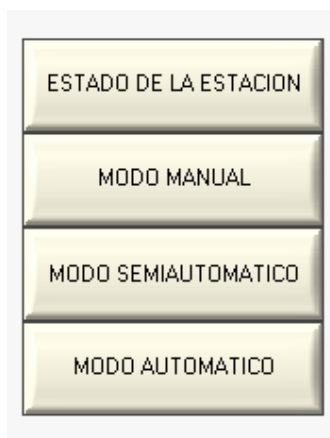 ESTADO DE LA ESTACION
MODO MANUAL
MODO SEMIAUTOMATICO
MODO AUTOMATICO